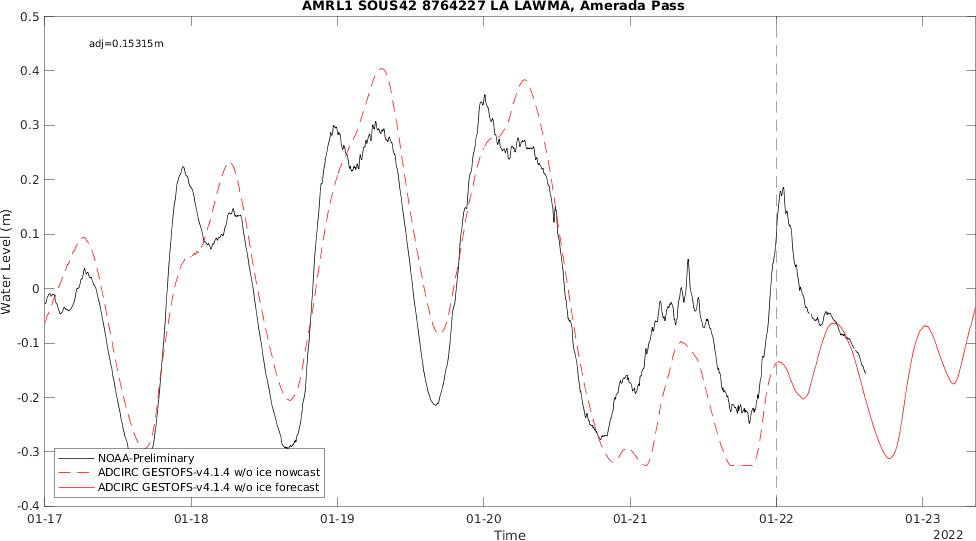 AMRL1 SOUS42 8764227 LA LAWMA, Amerada Pass
adj=0.15315m
0.5
0.4
0.3
0.2
0.1
0
-0.1
-0.2
-0.3
-0.4
Water Level (m)
NOAA-Preliminary
ADCIRC GESTOFS-v4.1.4 w/o ice nowcast
ADCIRC GESTOFS-v4.1.4 w/o ice forecast
01-17 01-18 01-19 01-20 01-21 01-22 01-23
Time
2022